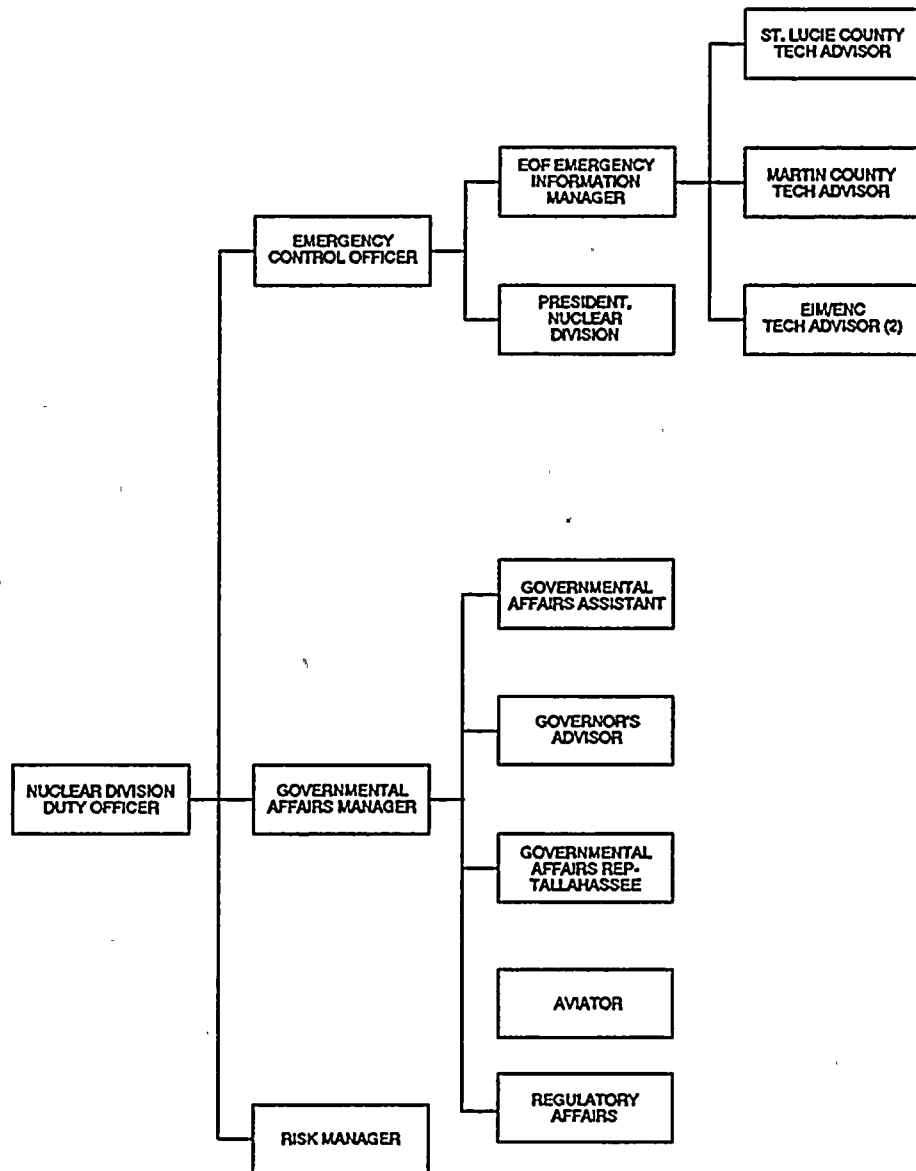 ST. LUCIE COUNTY
TECH ADVISOR
EOF EMERGENCY
INFORMATION
MANAGER
MARTIN COUNTY
TECH ADVISOR
EMERGENCY
CONTROL OFFICER
PRESIDENT,
NUCLEAR
DIVISION
EIM/ENC
TECH ADVISOR (2)
GOVERNMENTAL
AFFAIRS ASSISTANT
GOVERNOR'S
ADVISOR
NUCLEAR DIVISION
DUTY OFFICER
GOVERNMENTAL
AFFAIRS MANAGER
GOVERNMENTAL
AFFAIRS REP-
TALLAHASSEE
AVIATOR
REGULATORY
AFFAIRS
RISK MANAGER